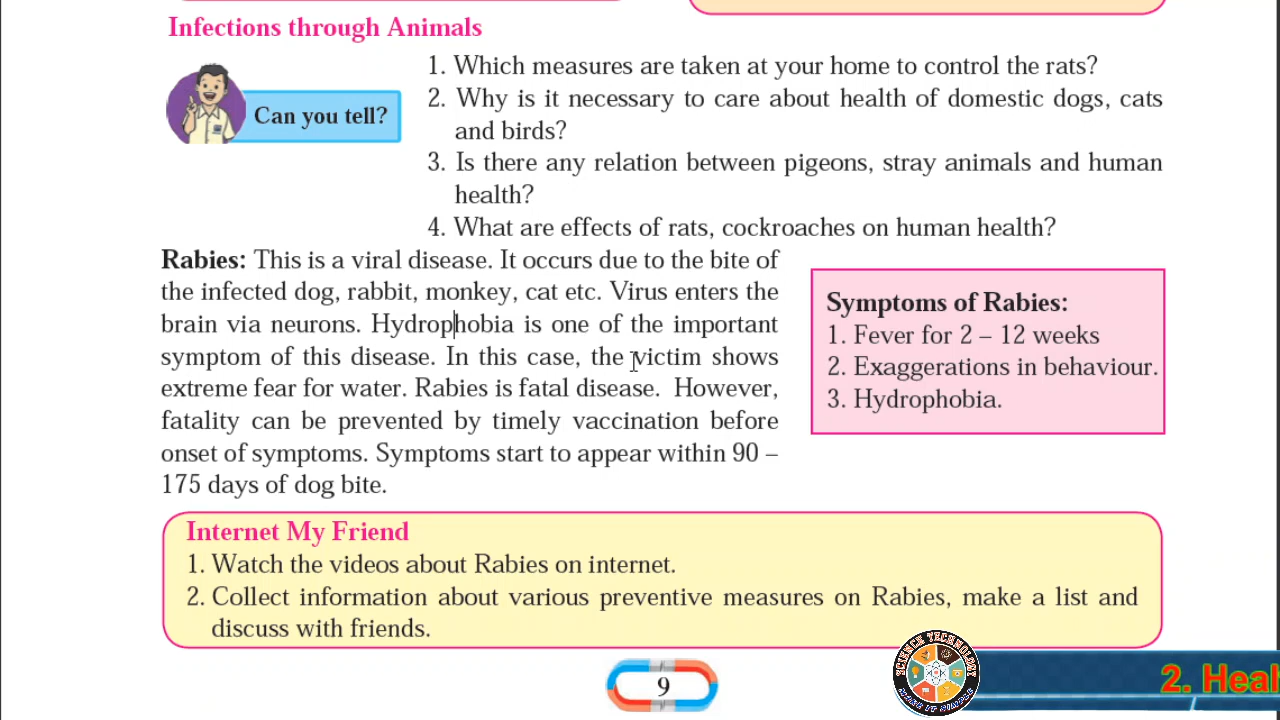 Infections through Animals
Can you tell?
1. Which measures are taken at your home to control the rats?
2. Why is it necessary to care about health of domestic dogs, cats
and birds?
3. Is there any relation between pigeons, stray animals and human
health?
4. What are effects of rats, cockroaches on human health?
Rabies: This is a viral disease. It occurs due to the bite of
the infected dog, rabbit, monkey, cat etc. Virus enters the
brain via neurons. Hydrophobia is one of the important
symptom of this disease. In this case, the victim shows
extreme fear for water. Rabies is fatal disease. However,
fatality can be prevented by timely vaccination before
onset of symptoms. Symptoms start to appear within 90 –
175 days of dog bite.
Symptoms of Rabies:
1. Fever for 2 – 12 weeks
2. Exaggerations in behaviour.
3. Hydrophobia.
Internet My Friend
1. Watch the videos about Rabies on internet.
2. Collect information about various preventive measures on Rabies, make a list and
discuss with friends.
9
SCIENCE TECHNOLOGY
MADE IT SIMPLE
2. Heal